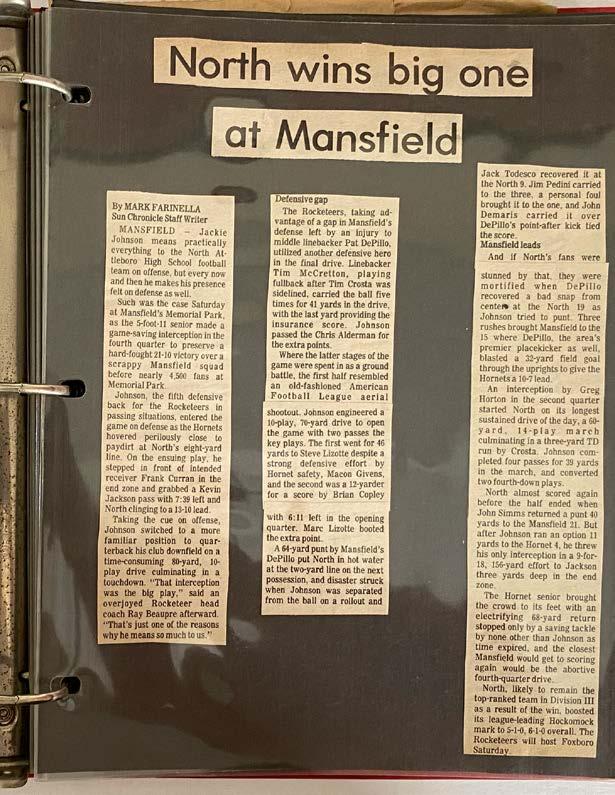 North wins big one
at Mansfield
By MARK FARINELLA
Sun Chronicle Staff Writer
MANSFIELD — Jackie
Johnson means practically
everything to the North At-
tleboro High School football
team on offense, but every now
and then he makes his presence
felt on defense as well.
Such was the case Saturday
at Mansfield's Memorial Park,
as the 5-foot-11 senior made a
game-saving interception in the
fourth quarter to preserve a
hard-fought 21-10 victory over a
scrappy Mansfield squad
before nearly 4,500 fans at
Memorial Park.
Johnson, the fifth defensive
back for the Rocketeers in
passing situations, entered the
game on defense as the Hornets
hovered perilously close to
paydirt at North's eight-yard
line. On the ensuing play, he
stepped in front of intended
receiver Frank Curran in the
end zone and grabbed a Kevin
Jackson pass with 7:39 left and
North clinging to a 13-10 lead.
Taking the cue on offense,
Johnson switched to a more
familiar position to quar-
terback his club downfield on a
time-consuming 80-yard, 10-
play drive culminating in a
touchdown. "That interception
was the big play," said an
overjoyed Rocketeer head
coach Ray Beaupre afterward.
"That's just one of the reasons
why he means so much to us."
Defensive gap
The Rocketeers, taking ad-
vantage of a gap in Mansfield's
defense left by an injury to
middle linebacker Pat DePillo,
utilized another defensive hero
in the final drive. Linebacker
Tim McCretton, playing
fullback after Tim Crosta was
sidelined, carried the ball five
times for 41 yards in the drive,
with the last yard providing the
insurance score. Johnson
passed the Chris Alderman for
the extra points.
Where the latter stages of the
game were spent in as a ground
battle, the first half resembled
an old-fashioned American
Football League aerial
shootout. Johnson engineered a
10-play, 70-yard drive to open
the game with two passes the
key plays. The first went for 46
yards to Steve Lizotte despite a
strong defensive effort by
Hornet safety, Macon Givens,
and the second was a 12-yarder
for a score by Brian Copley
with 6:11 left in the opening
quarter. Marc Lizotte booted
the extra point.
A 64-yard punt by Mansfield's
DePillo put North in hot water
at the two-yard line on the next
possession, and disaster struck
when Johnson was separated
from the ball on a rollout and
Jack Todesco recovered it at
the North 9. Jim Pedini carried
to the three, a personal foul
brought it to the one, and John
Demaris carried it over
DePillo's point-after kick tied
the score.
Mansfield leads
And if North's fans were
stunned by that, they were
mortified when DePillo
recovered a bad snap from
center at the North 19 as
Johnson tried to punt. Three
rushes brought Mansfield to the
15 where DePillo, the area's
premier placekicker as well,
blasted a 32-yard field goal
through the uprights to give the
Hornets a 10-7 lead.
An interception by Greg
Horton in the second quarter
started North on its longest
sustained drive of the day, a 60-
yard, 14-play march
culminating in a three-yard TD
run by Crosta. Johnson com-
pleted four passes for 39 yards
in the march, and converted
two fourth-down plays.
North almost scored again
before the half ended when
John Simms returned a punt 40
yards to the Mansfield 21. But
after Johnson ran an option 11
yards to the Hornet 4, he threw
his only interception in a 9-for-
18, 156-yard effort to Jackson
three yards deep in the end
zone.
The Hornet senior brought
the crowd to its feet with an
electrifying 68-yard return
stopped only by a saving tackle
by none other than Johnson as
time expired, and the closest
Mansfield would get to scoring
again would be the abortive
fourth-quarter drive.
North, likely to remain the
top-ranked team in Division III
as a result of the win, boosted
its league-leading Hockomock
mark to 5-1-0, 6-1-0 overall. The
Rocketeers will host Foxboro
Saturday.